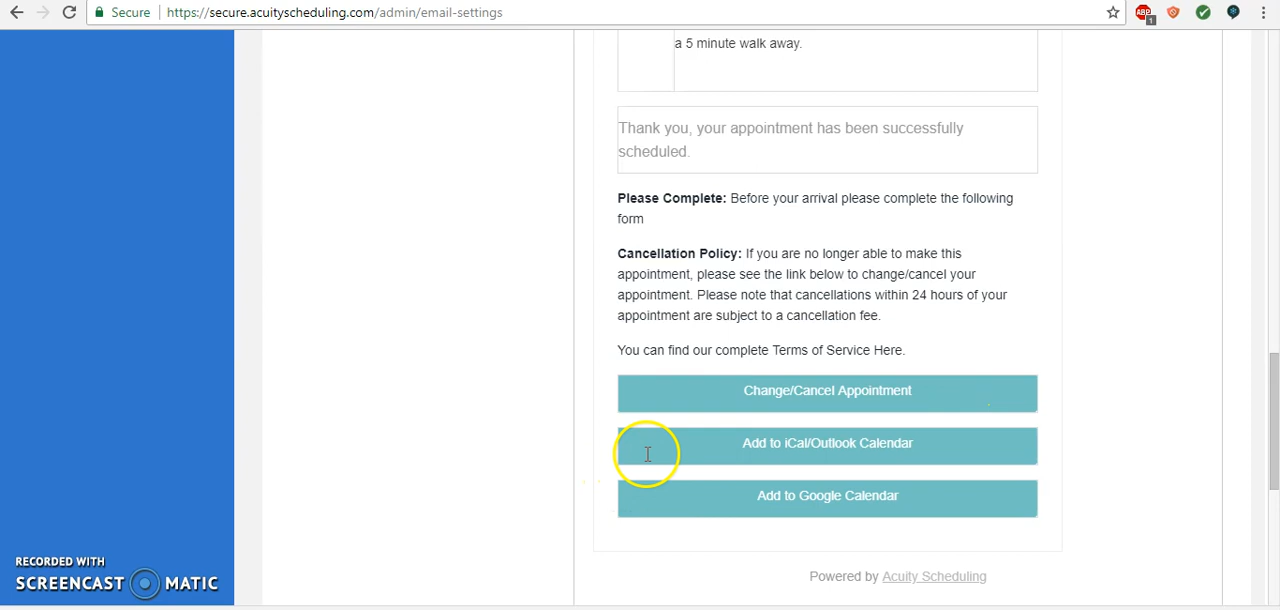 Secure https://secure.acuityscheduling.com/admin/email-settings
ABP
1
a 5 minute walk away.
Thank you, your appointment has been successfully
scheduled.
Please Complete: Before your arrival please complete the following
form
Cancellation Policy: If you are no longer able to make this
appointment, please see the link below to change/cancel your
appointment. Please note that cancellations within 24 hours of your
appointment are subject to a cancellation fee.
You can find our complete Terms of Service Here.
Change/Cancel Appointment
Add to iCal/Outlook Calendar
Add to Google Calendar
Powered by Acuity Scheduling
RECORDED WITH
SCREENCAST MATIC